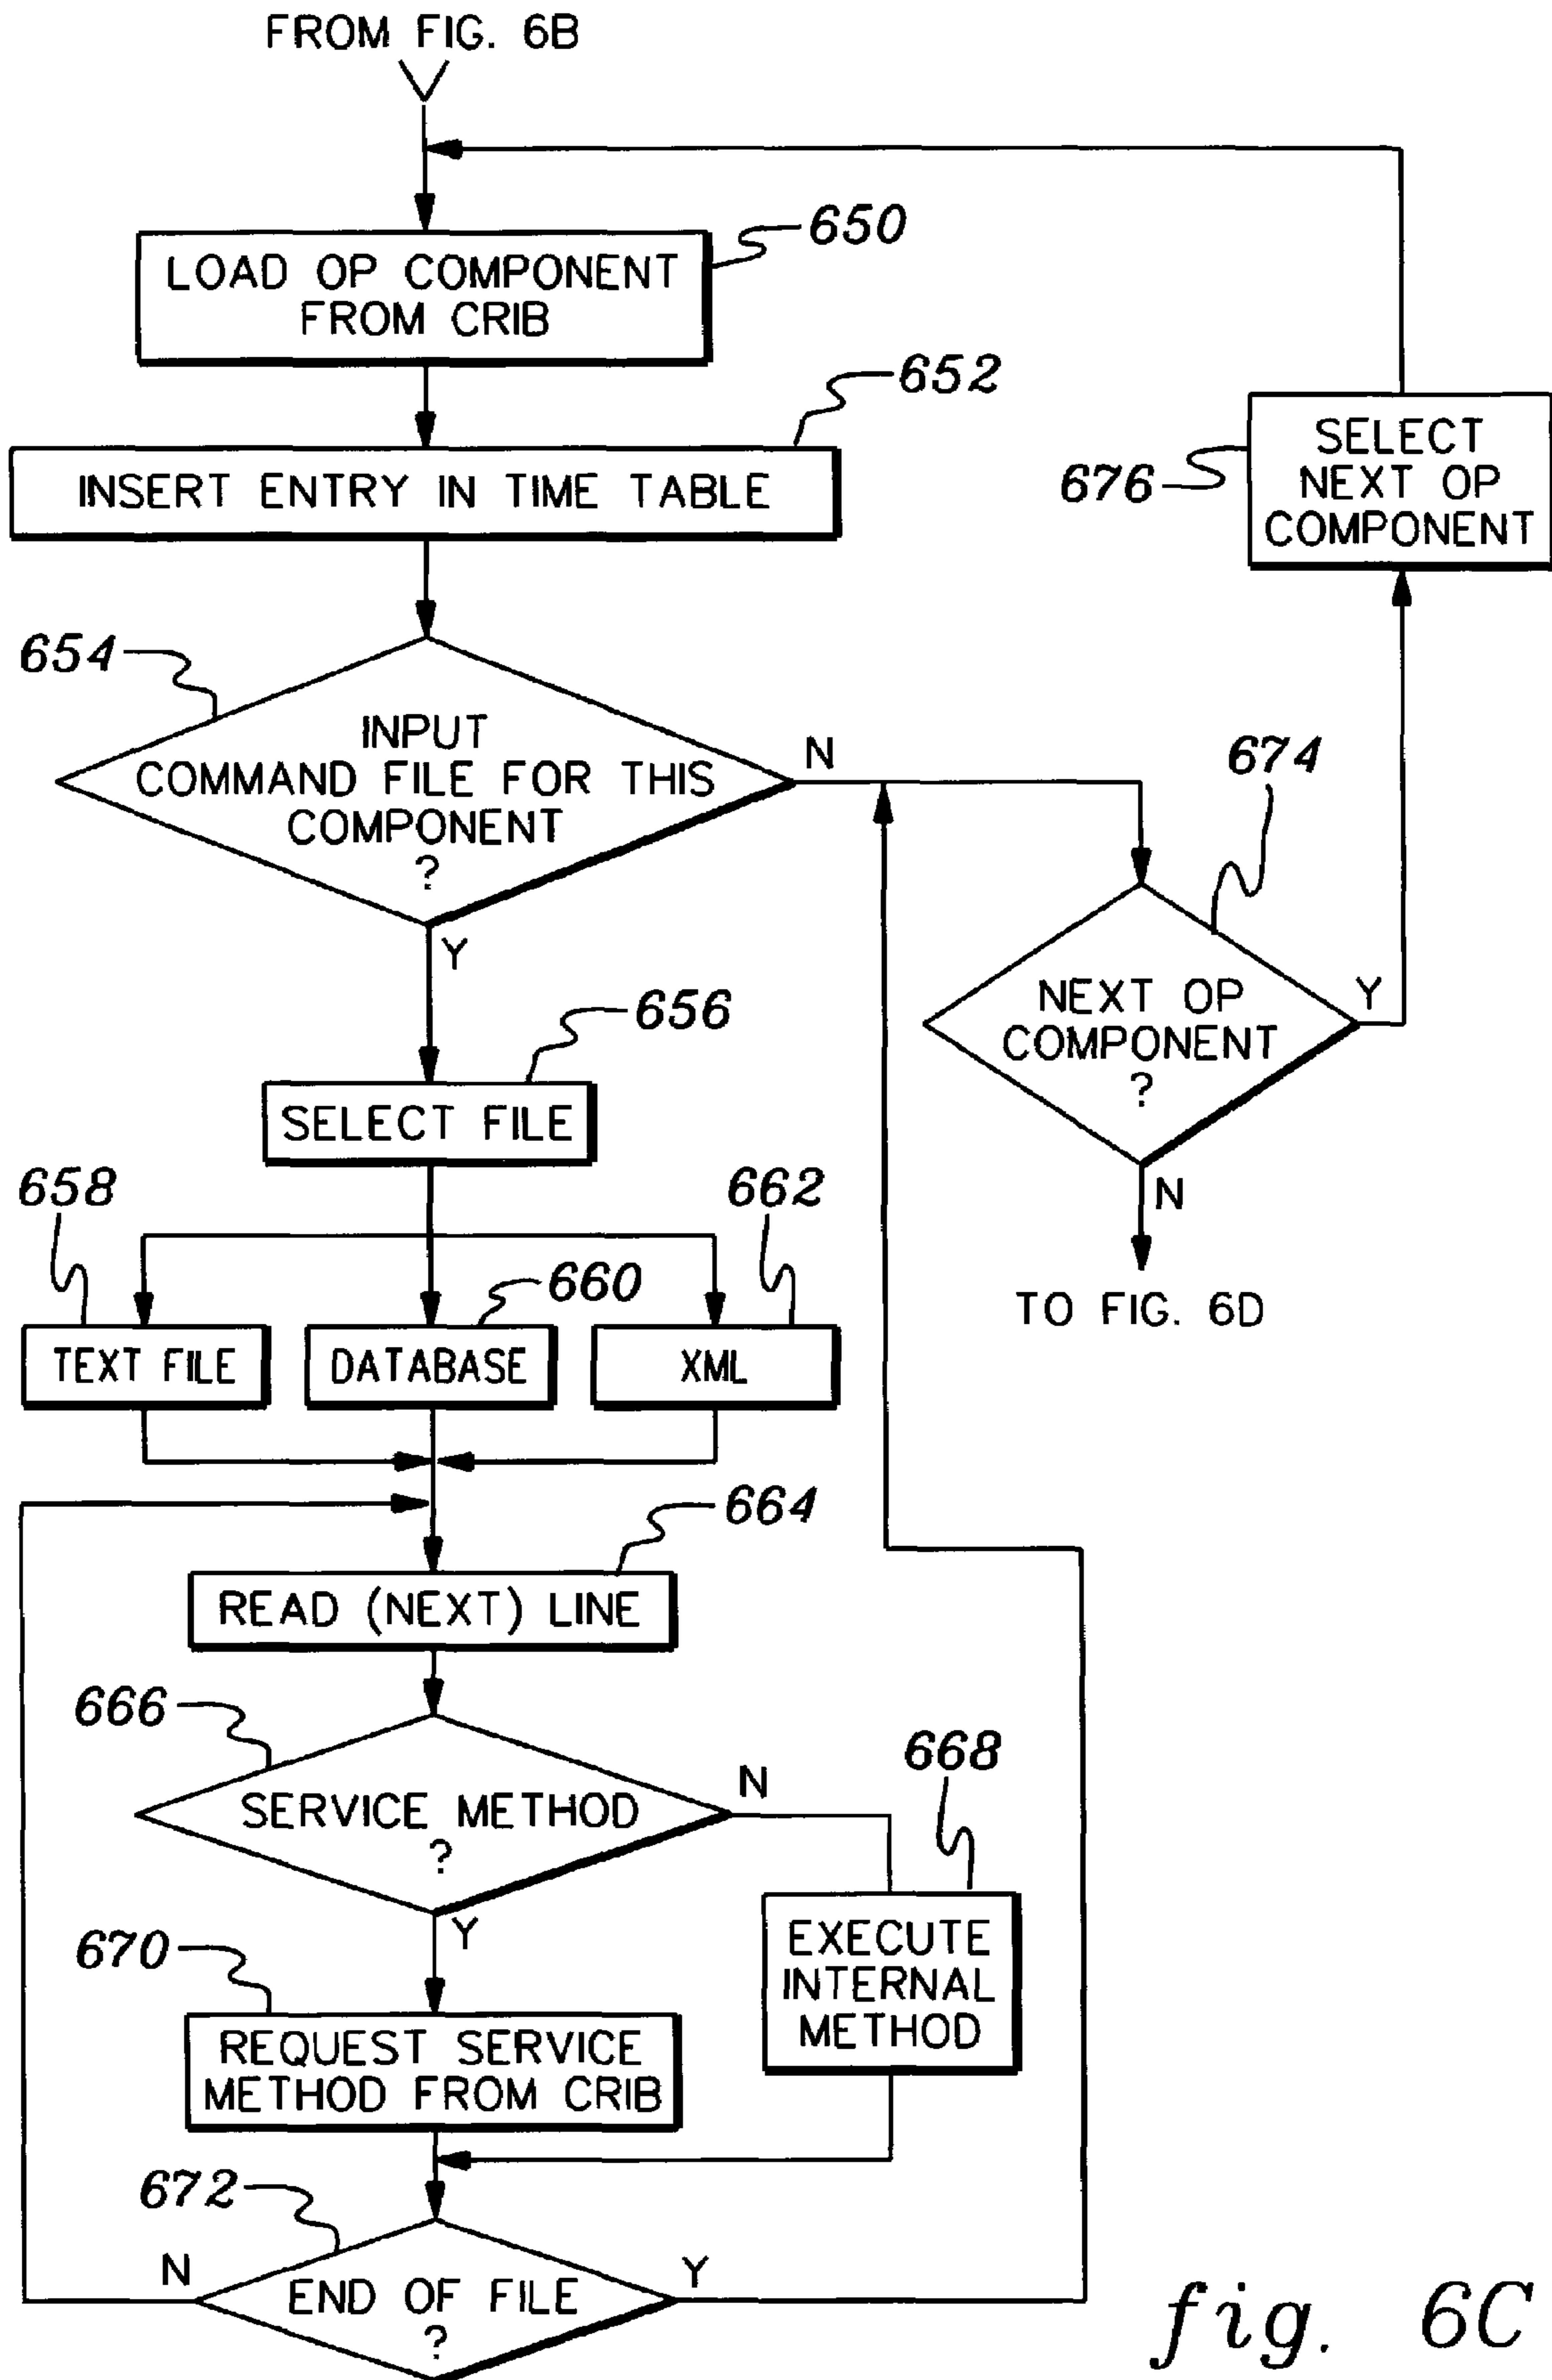 FROM FIG. 6B
650
LOAD OP COMPONENT
FROM CRIB
652
INSERT ENTRY IN TIME TABLE
676
SELECT
NEXT OP
COMPONENT
654
INPUT
COMMAND FILE FOR THIS
COMPONENT
?
N
Y
674
NEXT OP
COMPONENT
?
Y
N
TO FIG. 6D
656
SELECT FILE
658
660
662
TEXT FILE
DATABASE
XML
664
READ (NEXT) LINE
666
SERVICE METHOD
?
N
Y
668
EXECUTE
INTERNAL
METHOD
670
REQUEST SERVICE
METHOD FROM CRIB
672
END OF FILE
?
N
Y
fig. 6C